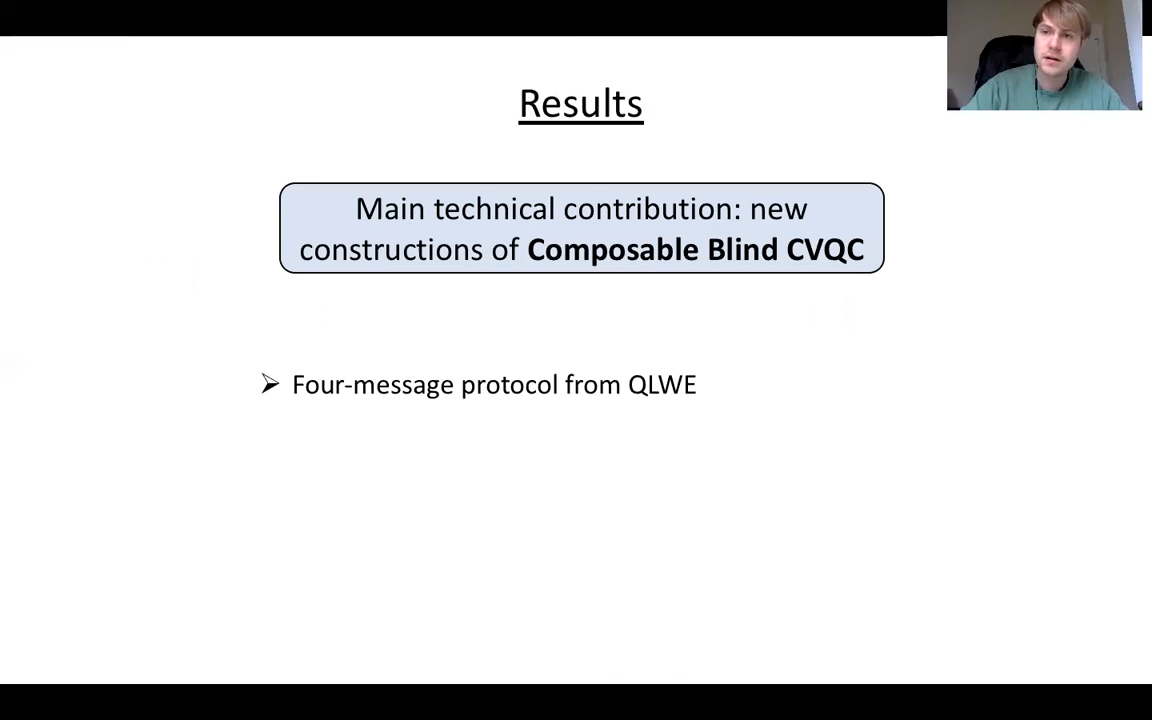 Results
Main technical contribution: new
constructions of Composable Blind CVQC
➢ Four-message protocol from QLWE